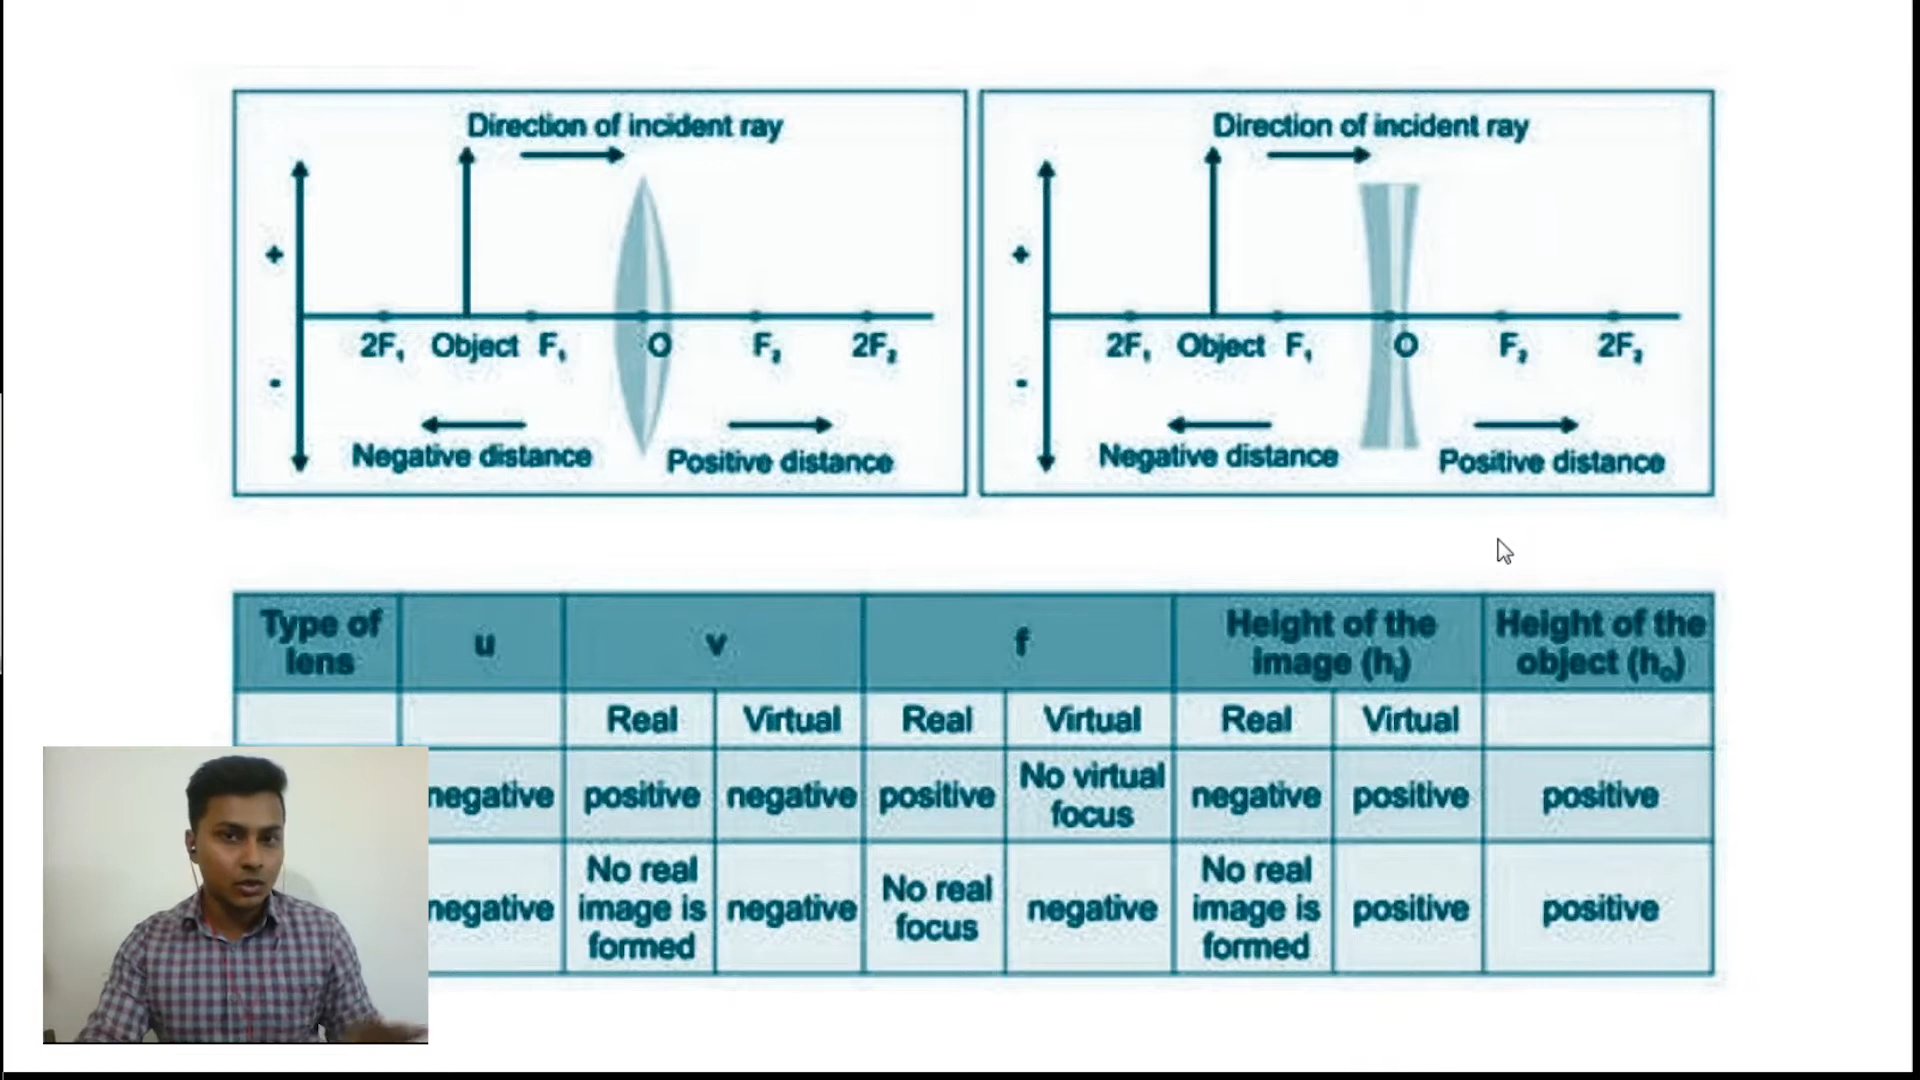 Direction of incident ray
+
2F₁ Object F₁ O F₂ 2F₂
-
Negative distance Positive distance
Direction of incident ray
+
2F₁ Object F₁ O F₂ 2F₂
-
Negative distance Positive distance
Type of lens u v f Height of the image (hᵢ) Height of the object (hₒ)
Real Virtual Real Virtual Real Virtual
negative positive negative positive No virtual focus negative positive positive
negative No real image is formed negative No real focus negative No real image is formed positive positive